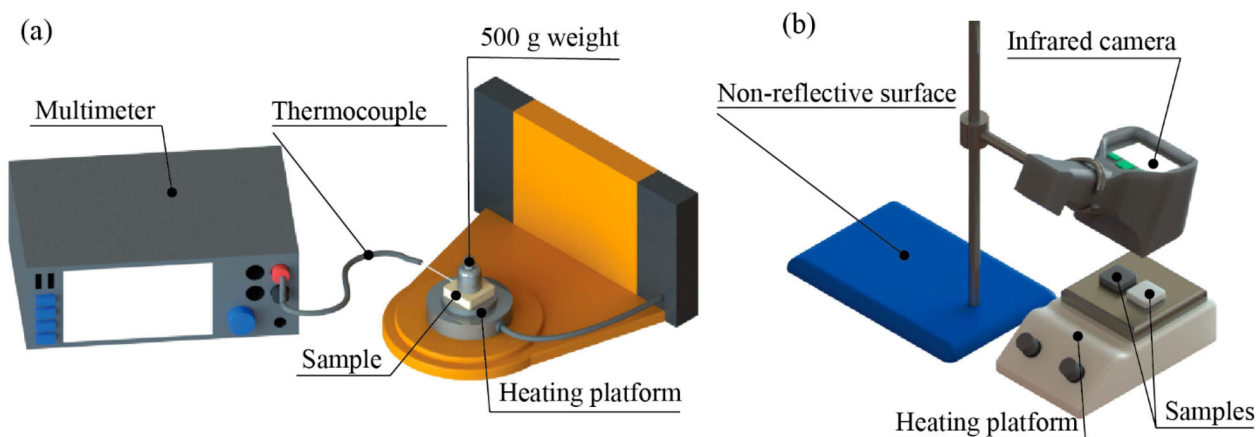 (a)
500 g weight
Multimeter
Thermocouple
Sample
Heating platform
(b)
Infrared camera
Non-reflective surface
Heating platform
Samples